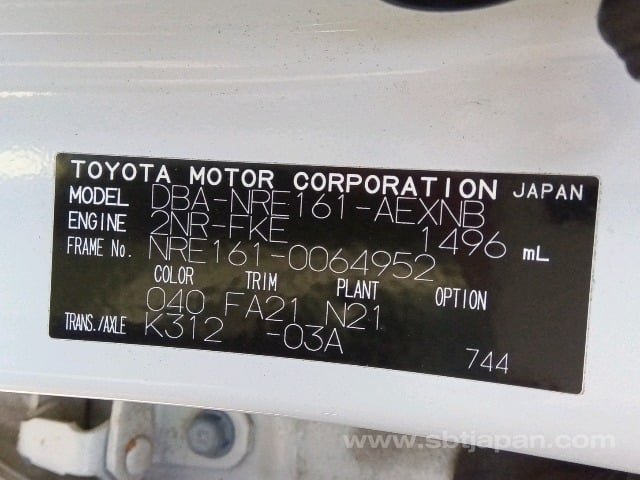 TOYOTA MOTOR CORPORATION JAPAN
MODEL DBA-NRE161-AEXNB
ENGINE 2NR-FKE 1496 mL
FRAME No. NRE161-0064952
COLOR TRIM PLANT OPTION
040 FA21 N21
TRANS./AXLE K312 -03A
744
www.sbtjapan.com